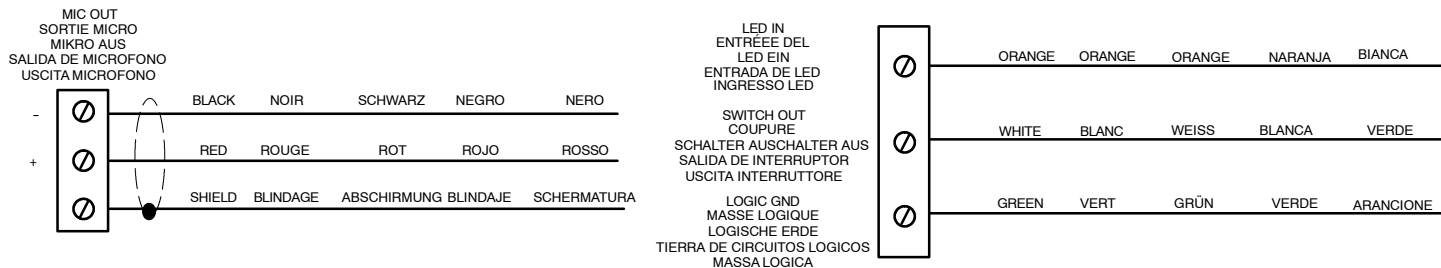 MIC OUT
SORTIE MICRO
MIKRO AUS
SALIDA DE MICROFONO
USCITA MICROFONO
- BLACK NOIR SCHWARZ NEGRO NERO
+ RED ROUGE ROT ROJO ROSSO
SHIELD BLINDAGE ABSCHIRMUNG BLINDAJE SCHERMATURA
LED IN
ENTRÉEE DEL
LED EIN
ENTRADA DE LED
INGRESSO LED
ORANGE ORANGE ORANGE NARANJA BIANCA
SWITCH OUT
COUPURE
SCHALTER AUSCHALTER AUS
SALIDA DE INTERRUPTOR
USCITA INTERRUTTORE
WHITE BLANC WEISS BLANCA VERDE
LOGIC GND
MASSE LOGIQUE
LOGISCHE ERDE
TIERRA DE CIRCUITOS LOGICOS
MASSA LOGICA
GREEN VERT GRÜN VERDE ARANCIONE